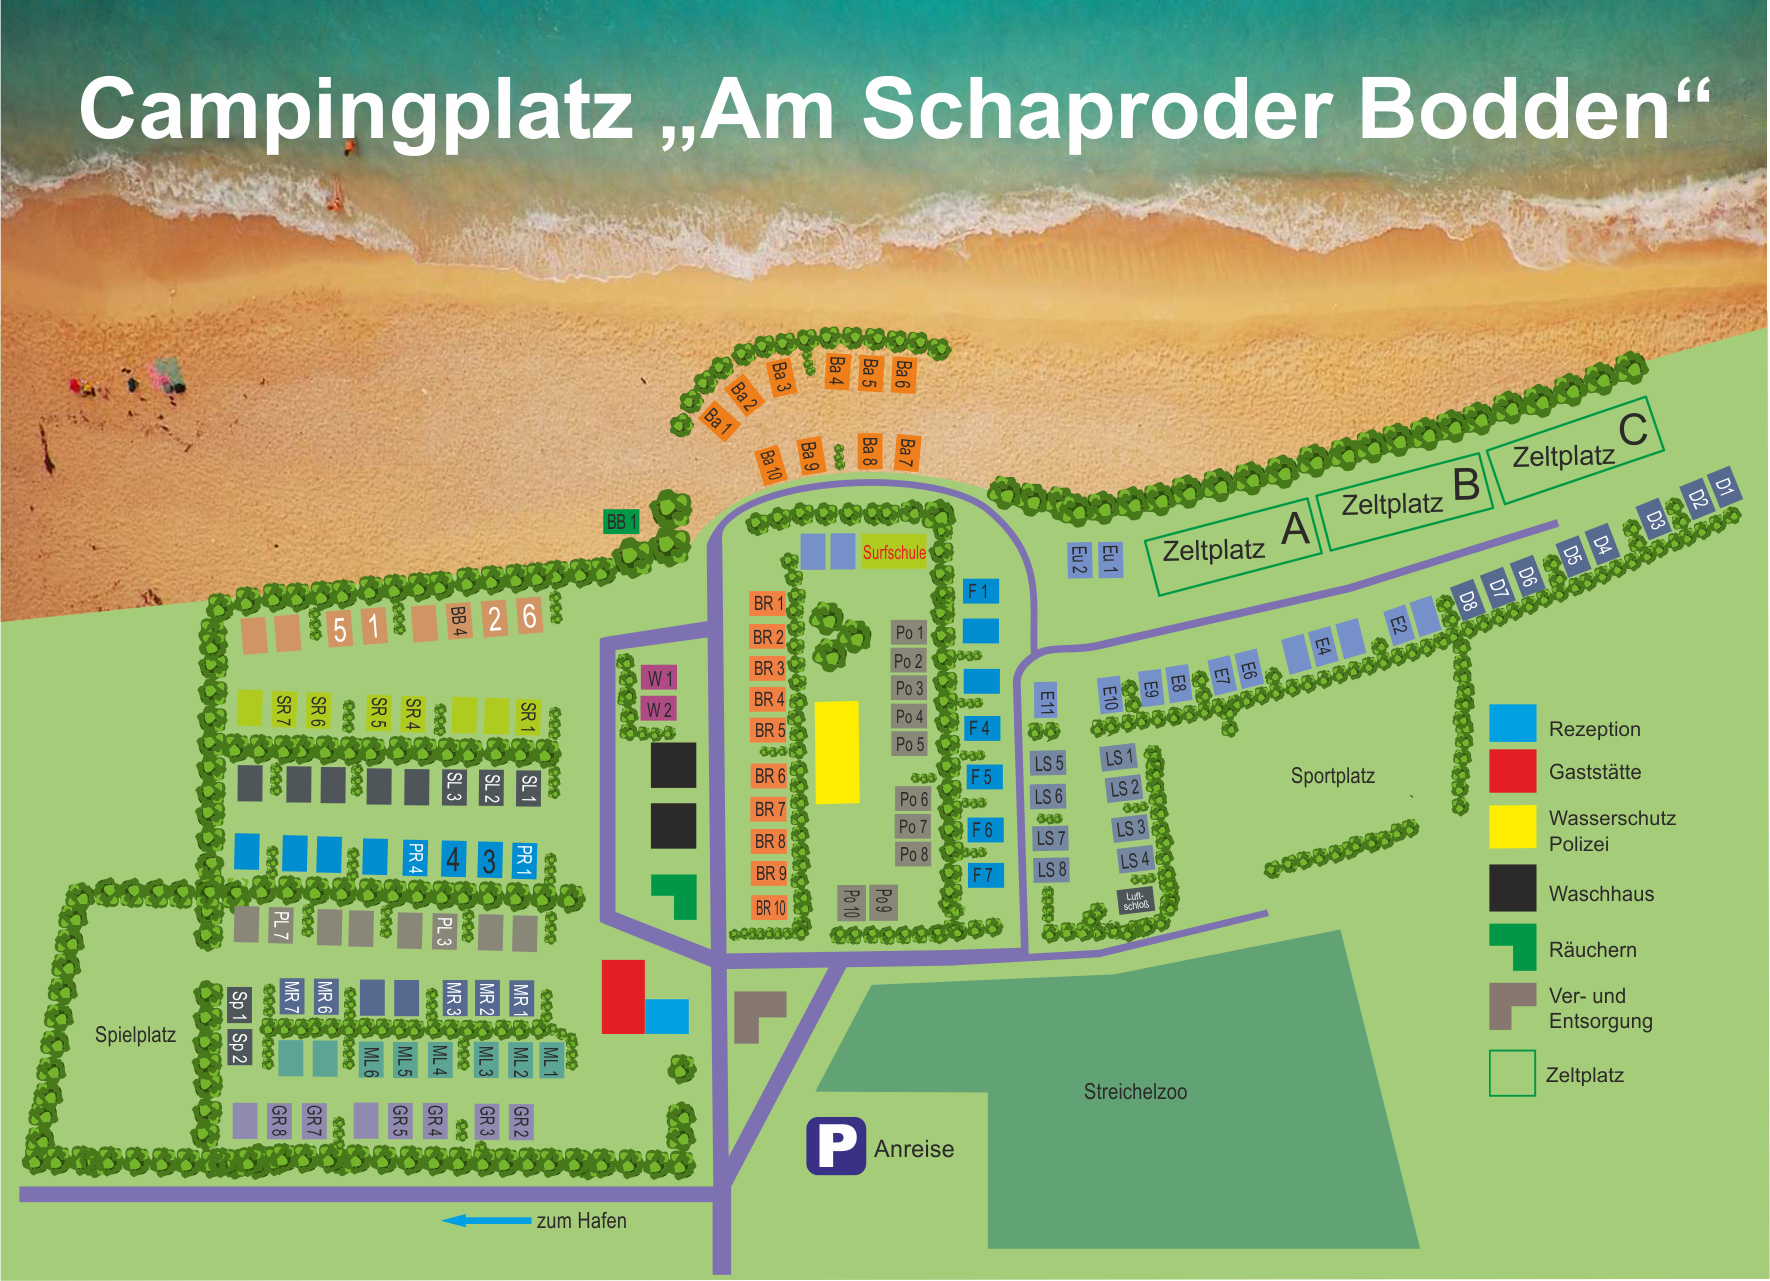 Campingplatz „Am Schaproder Bodden“
Ba 1
Ba 2
Ba 3
Ba 4
Ba 5
Ba 6
Ba 10
Ba 9
Ba 8
Ba 7
BB 1
Surfschule
Eu 2
Eu 1
Zeltplatz A
Zeltplatz B
Zeltplatz C
D1
D2
D3
D4
D5
D6
D7
D8
E2
E4
E6
E7
E8
E9
E10
E11
5
1
BB 4
2
6
SR 7
SR 6
SR 5
SR 4
SR 1
SL 3
SL 2
SL 1
PR 4
4
3
PR 1
PL 7
PL 3
Sp 1
Sp 2
MR 7
MR 6
MR 3
MR 2
MR 1
ML 6
ML 5
ML 4
ML 3
ML 2
ML 1
GR 8
GR 7
GR 5
GR 4
GR 3
GR 2
Spielplatz
W 1
W 2
BR 1
BR 2
BR 3
BR 4
BR 5
BR 6
BR 7
BR 8
BR 9
BR 10
Po 1
Po 2
Po 3
Po 4
Po 5
Po 6
Po 7
Po 8
Po 10
Po 9
F 1
F 4
F 5
F 6
F 7
LS 5
LS 6
LS 7
LS 8
LS 1
LS 2
LS 3
LS 4
Luft-
schloß
Sportplatz
Streichelzoo
P Anreise
zum Hafen
Rezeption
Gaststätte
Wasserschutz
Polizei
Waschhaus
Räuchern
Ver- und
Entsorgung
Zeltplatz